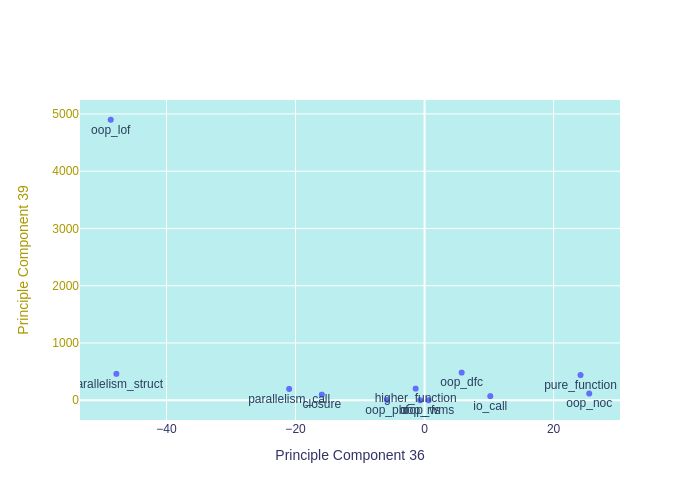 5000
4000
3000
2000
1000
0
Principle Component 39
oop_lof
arallelism_struct
parallelism_call
closure
higher_function
oop_dfc
io_call
pure_function
oop_noc
−40
−20
0
20
Principle Component 36